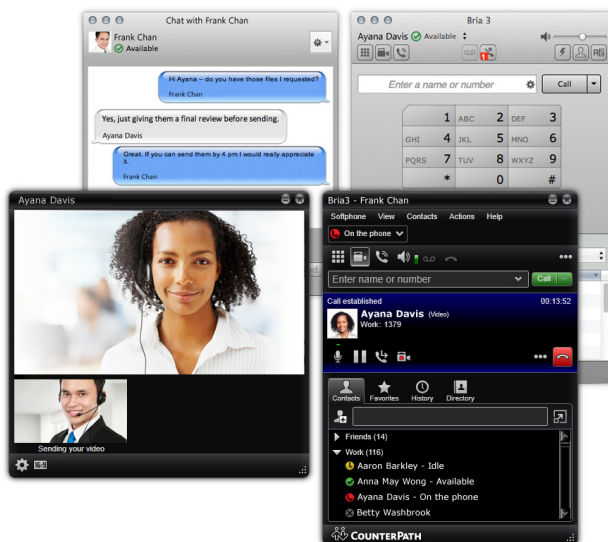 Chat with Frank Chan
Frank Chan
Available
Hi Ayana – do you have those files I requested?
Frank Chan
Yes, just giving them a final review before sending.
Ayana Davis
Great. If you can send them by 4 pm I would really appreciate
it.
Frank Chan
Bria 3
Ayana Davis Available
1
Enter a name or number
Call
1 ABC 2 DEF 3
GHI 4 JKL 5 MNO 6
PQRS 7 TUV 8 WXYZ 9
* 0 #
Ayana Davis
Sending your video
Bria3 - Frank Chan
Softphone View Contacts Actions Help
On the phone
Enter name or number
Call
Call established 00:13:52
Ayana Davis (Video)
Work: 1379
Contacts Favorites History Directory
Friends (14)
Work (116)
Aaron Barkley - Idle
Anna May Wong - Available
Ayana Davis - On the phone
Betty Washbrook
COUNTERPATH